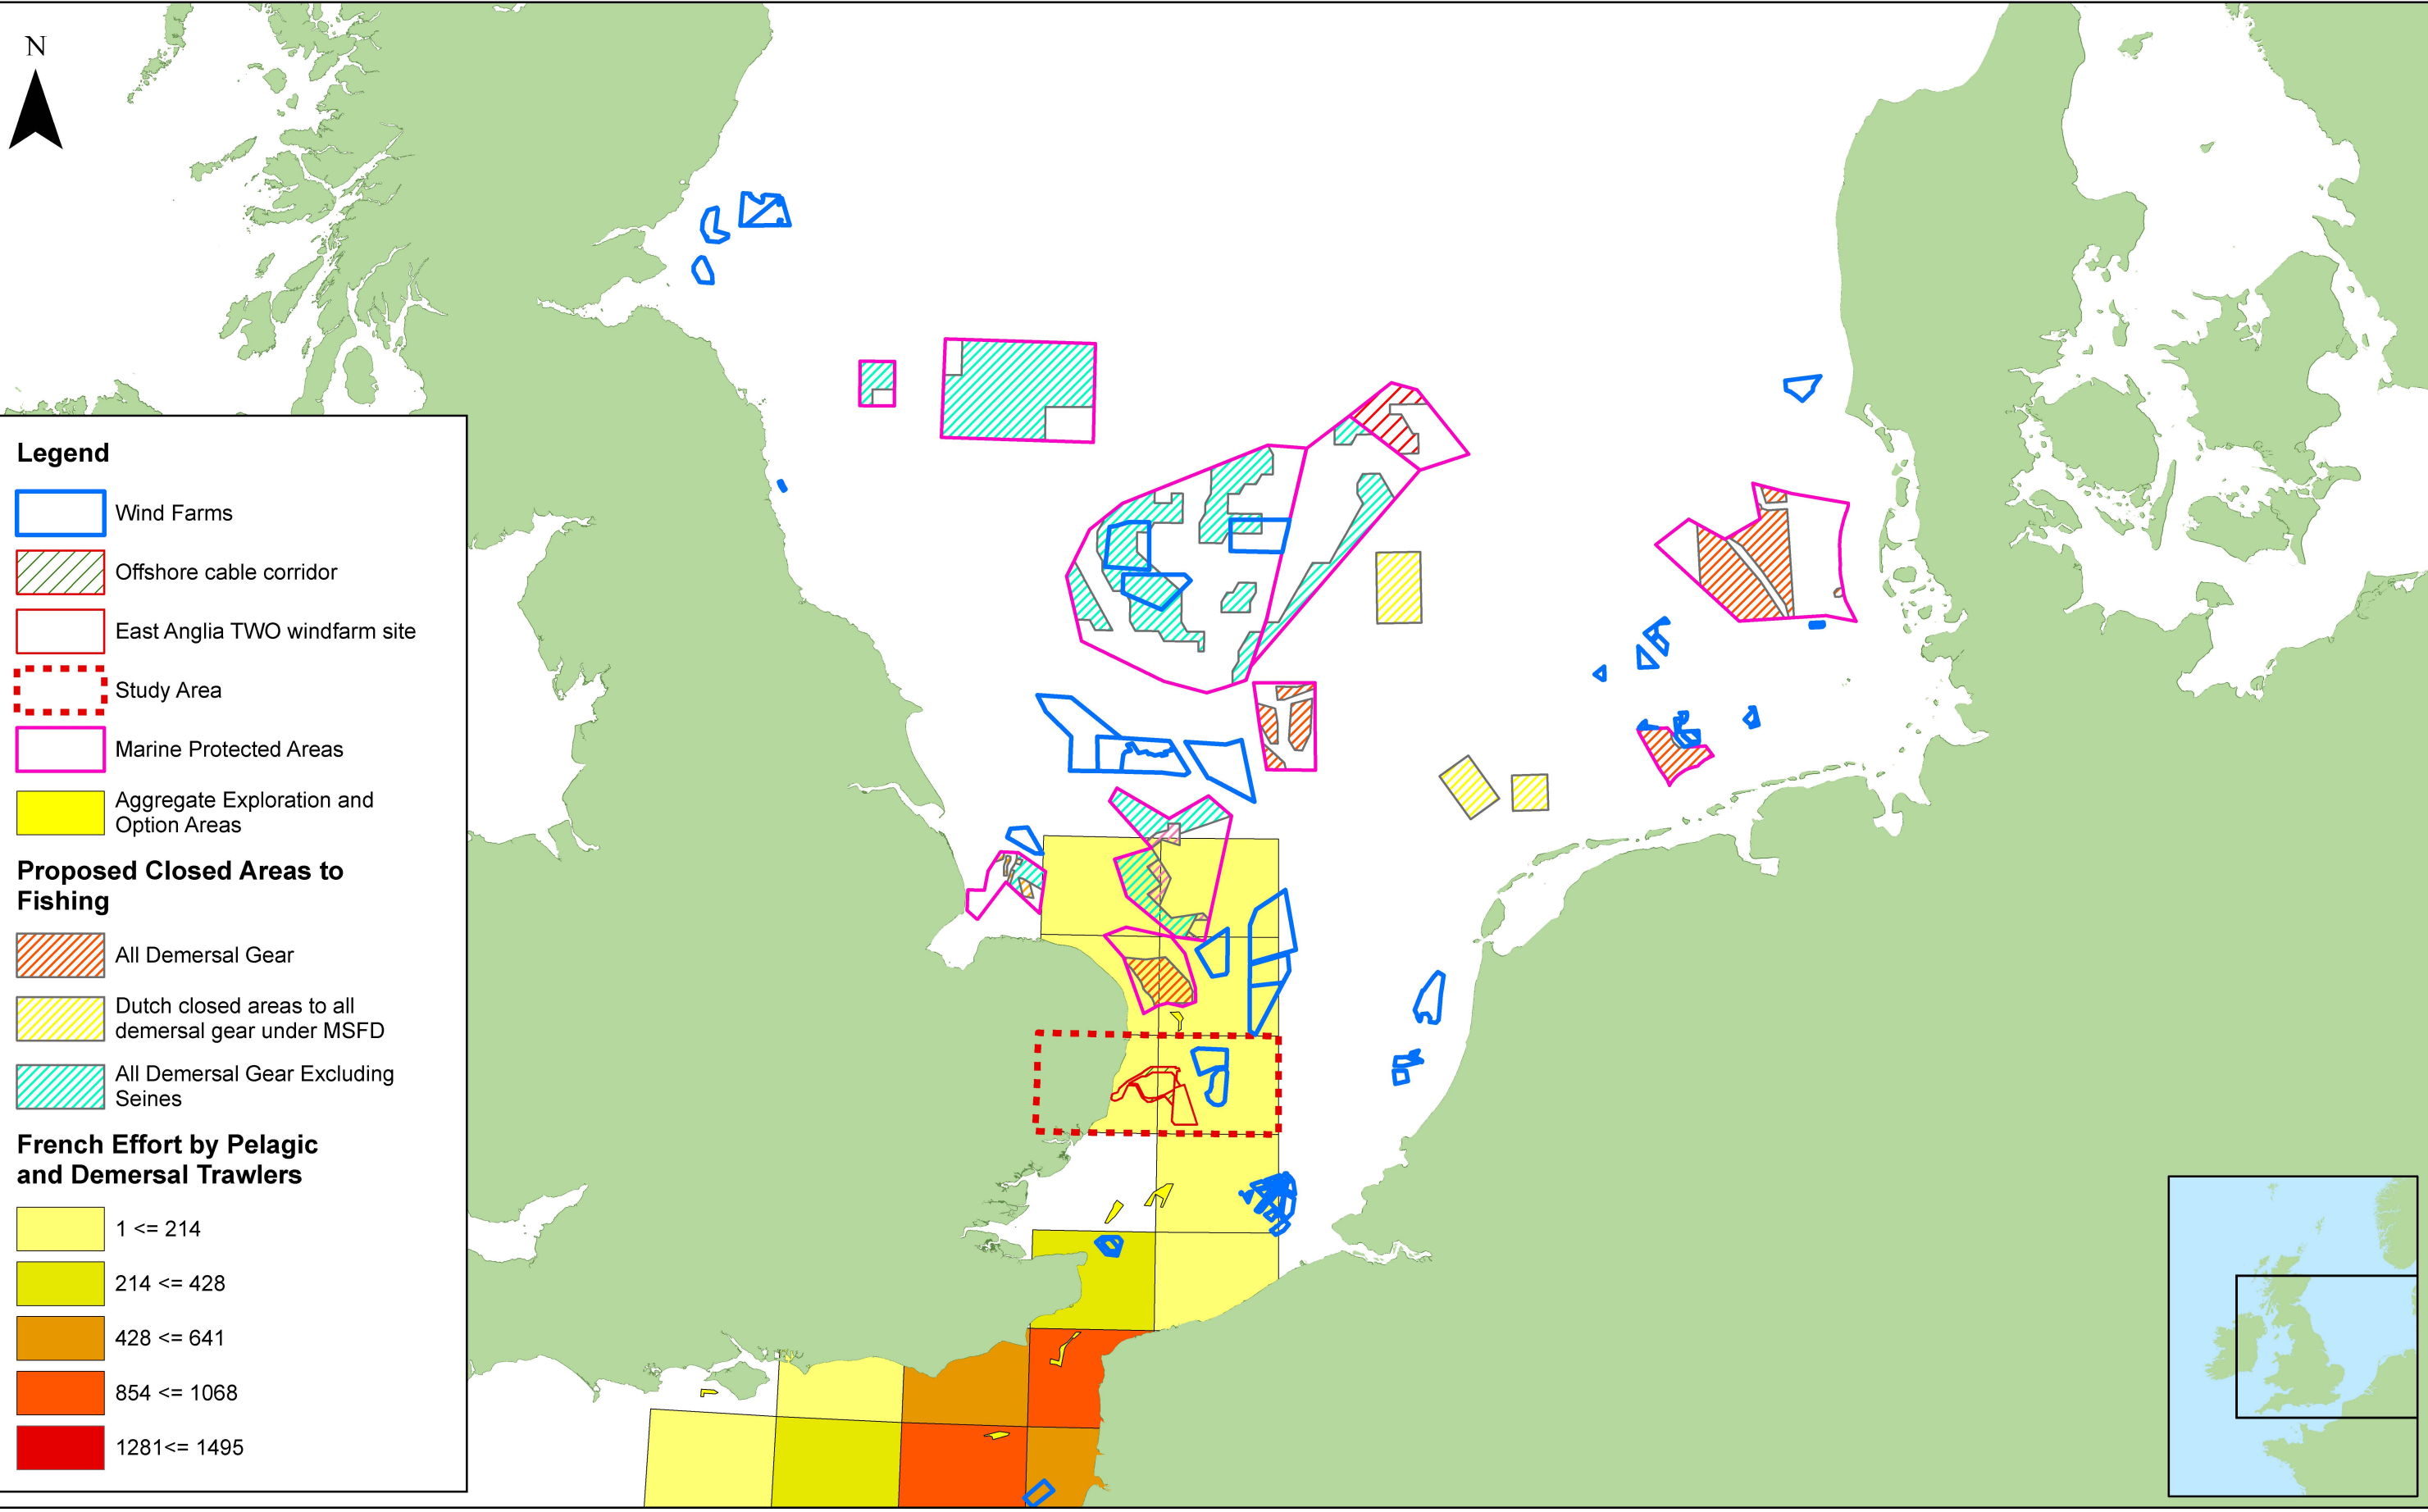 N
Legend
Wind Farms
Offshore cable corridor
East Anglia TWO windfarm site
Study Area
Marine Protected Areas
Aggregate Exploration and
Option Areas
Proposed Closed Areas to
Fishing
All Demersal Gear
Dutch closed areas to all
demersal gear under MSFD
All Demersal Gear Excluding
Seines
French Effort by Pelagic
and Demersal Trawlers
1 <= 214
214 <= 428
428 <= 641
854 <= 1068
1281<= 1495